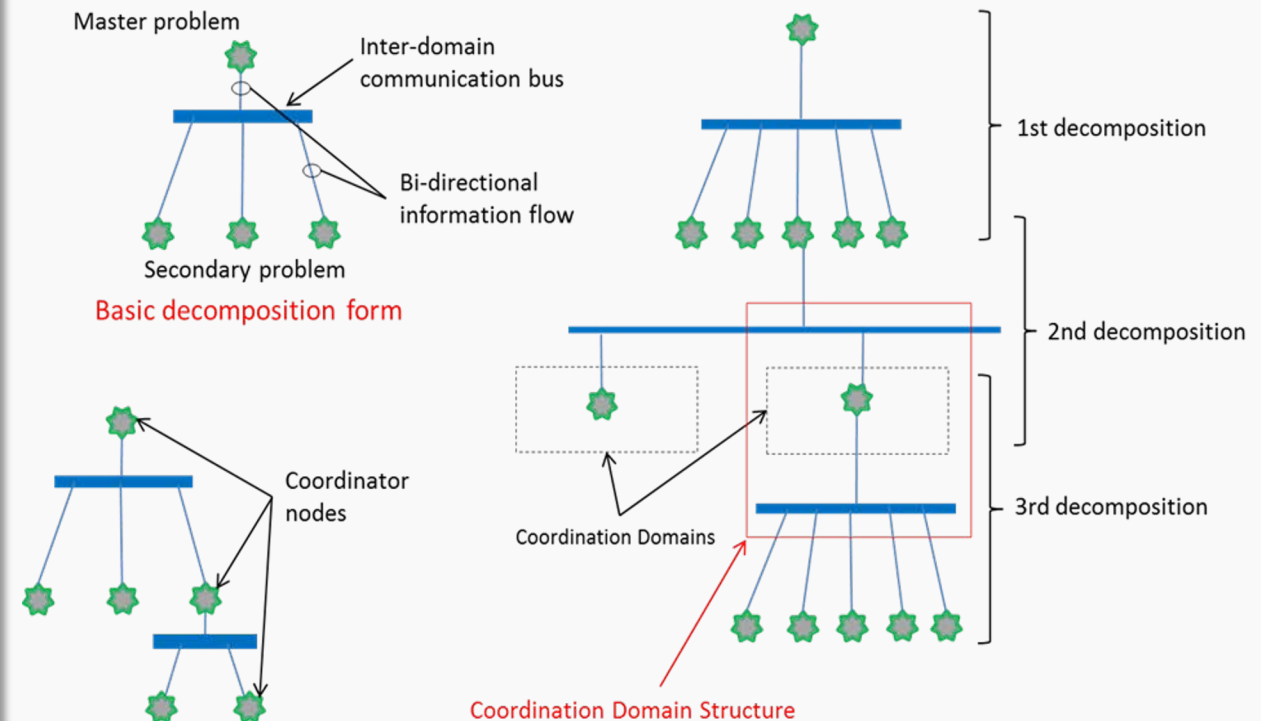 Master problem
Inter-domain
communication bus
Bi-directional
information flow
Secondary problem
Basic decomposition form
Coordinator
nodes
1st decomposition
2nd decomposition
3rd decomposition
Coordination Domains
Coordination Domain Structure